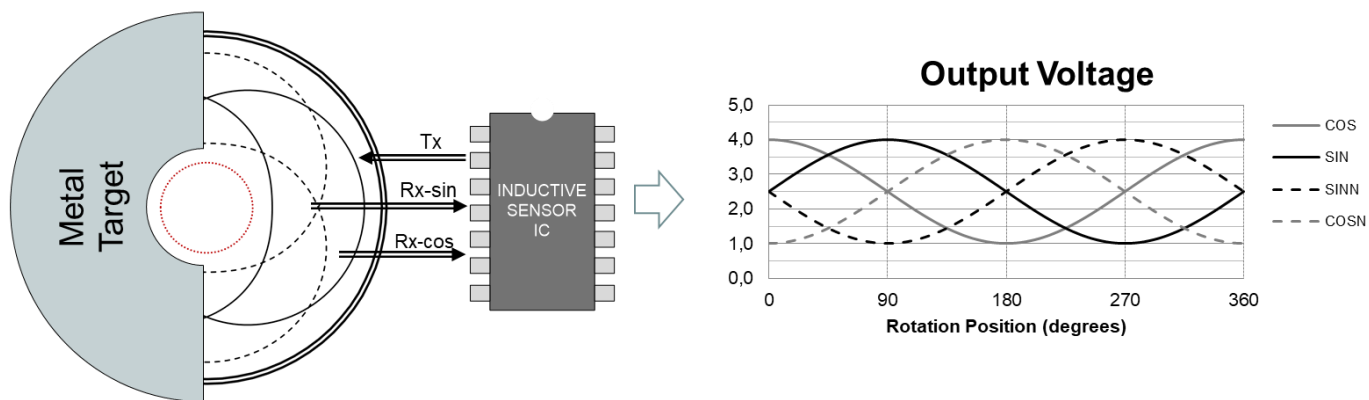 Metal
Target
Tx
Rx-sin
Rx-cos
INDUCTIVE
SENSOR
IC
Output Voltage
5,0
4,0
3,0
2,0
1,0
0,0
0
90
180
270
360
Rotation Position (degrees)
COS
SIN
SINN
COSN